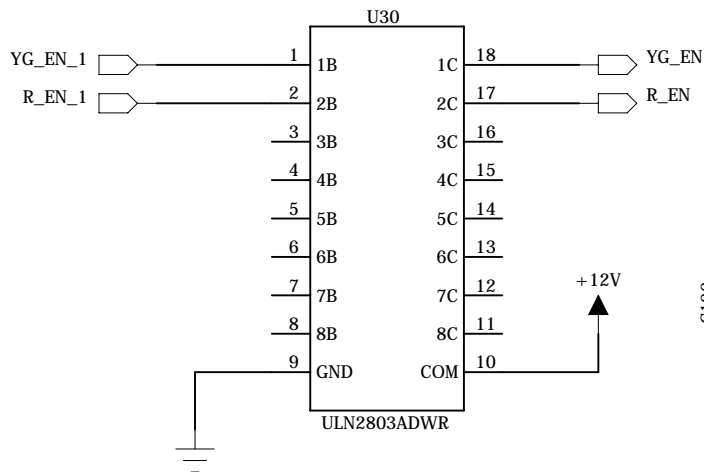 U30
YG_EN_1 1 1B 1C 18 YG_EN
R_EN_1 2 2B 2C 17 R_EN
3 3B 3C 16
4 4B 4C 15
5 5B 5C 14
6 6B 6C 13
7 7B 7C 12
+12V
8 8B 8C 11
9 GND COM 10
ULN2803ADWR